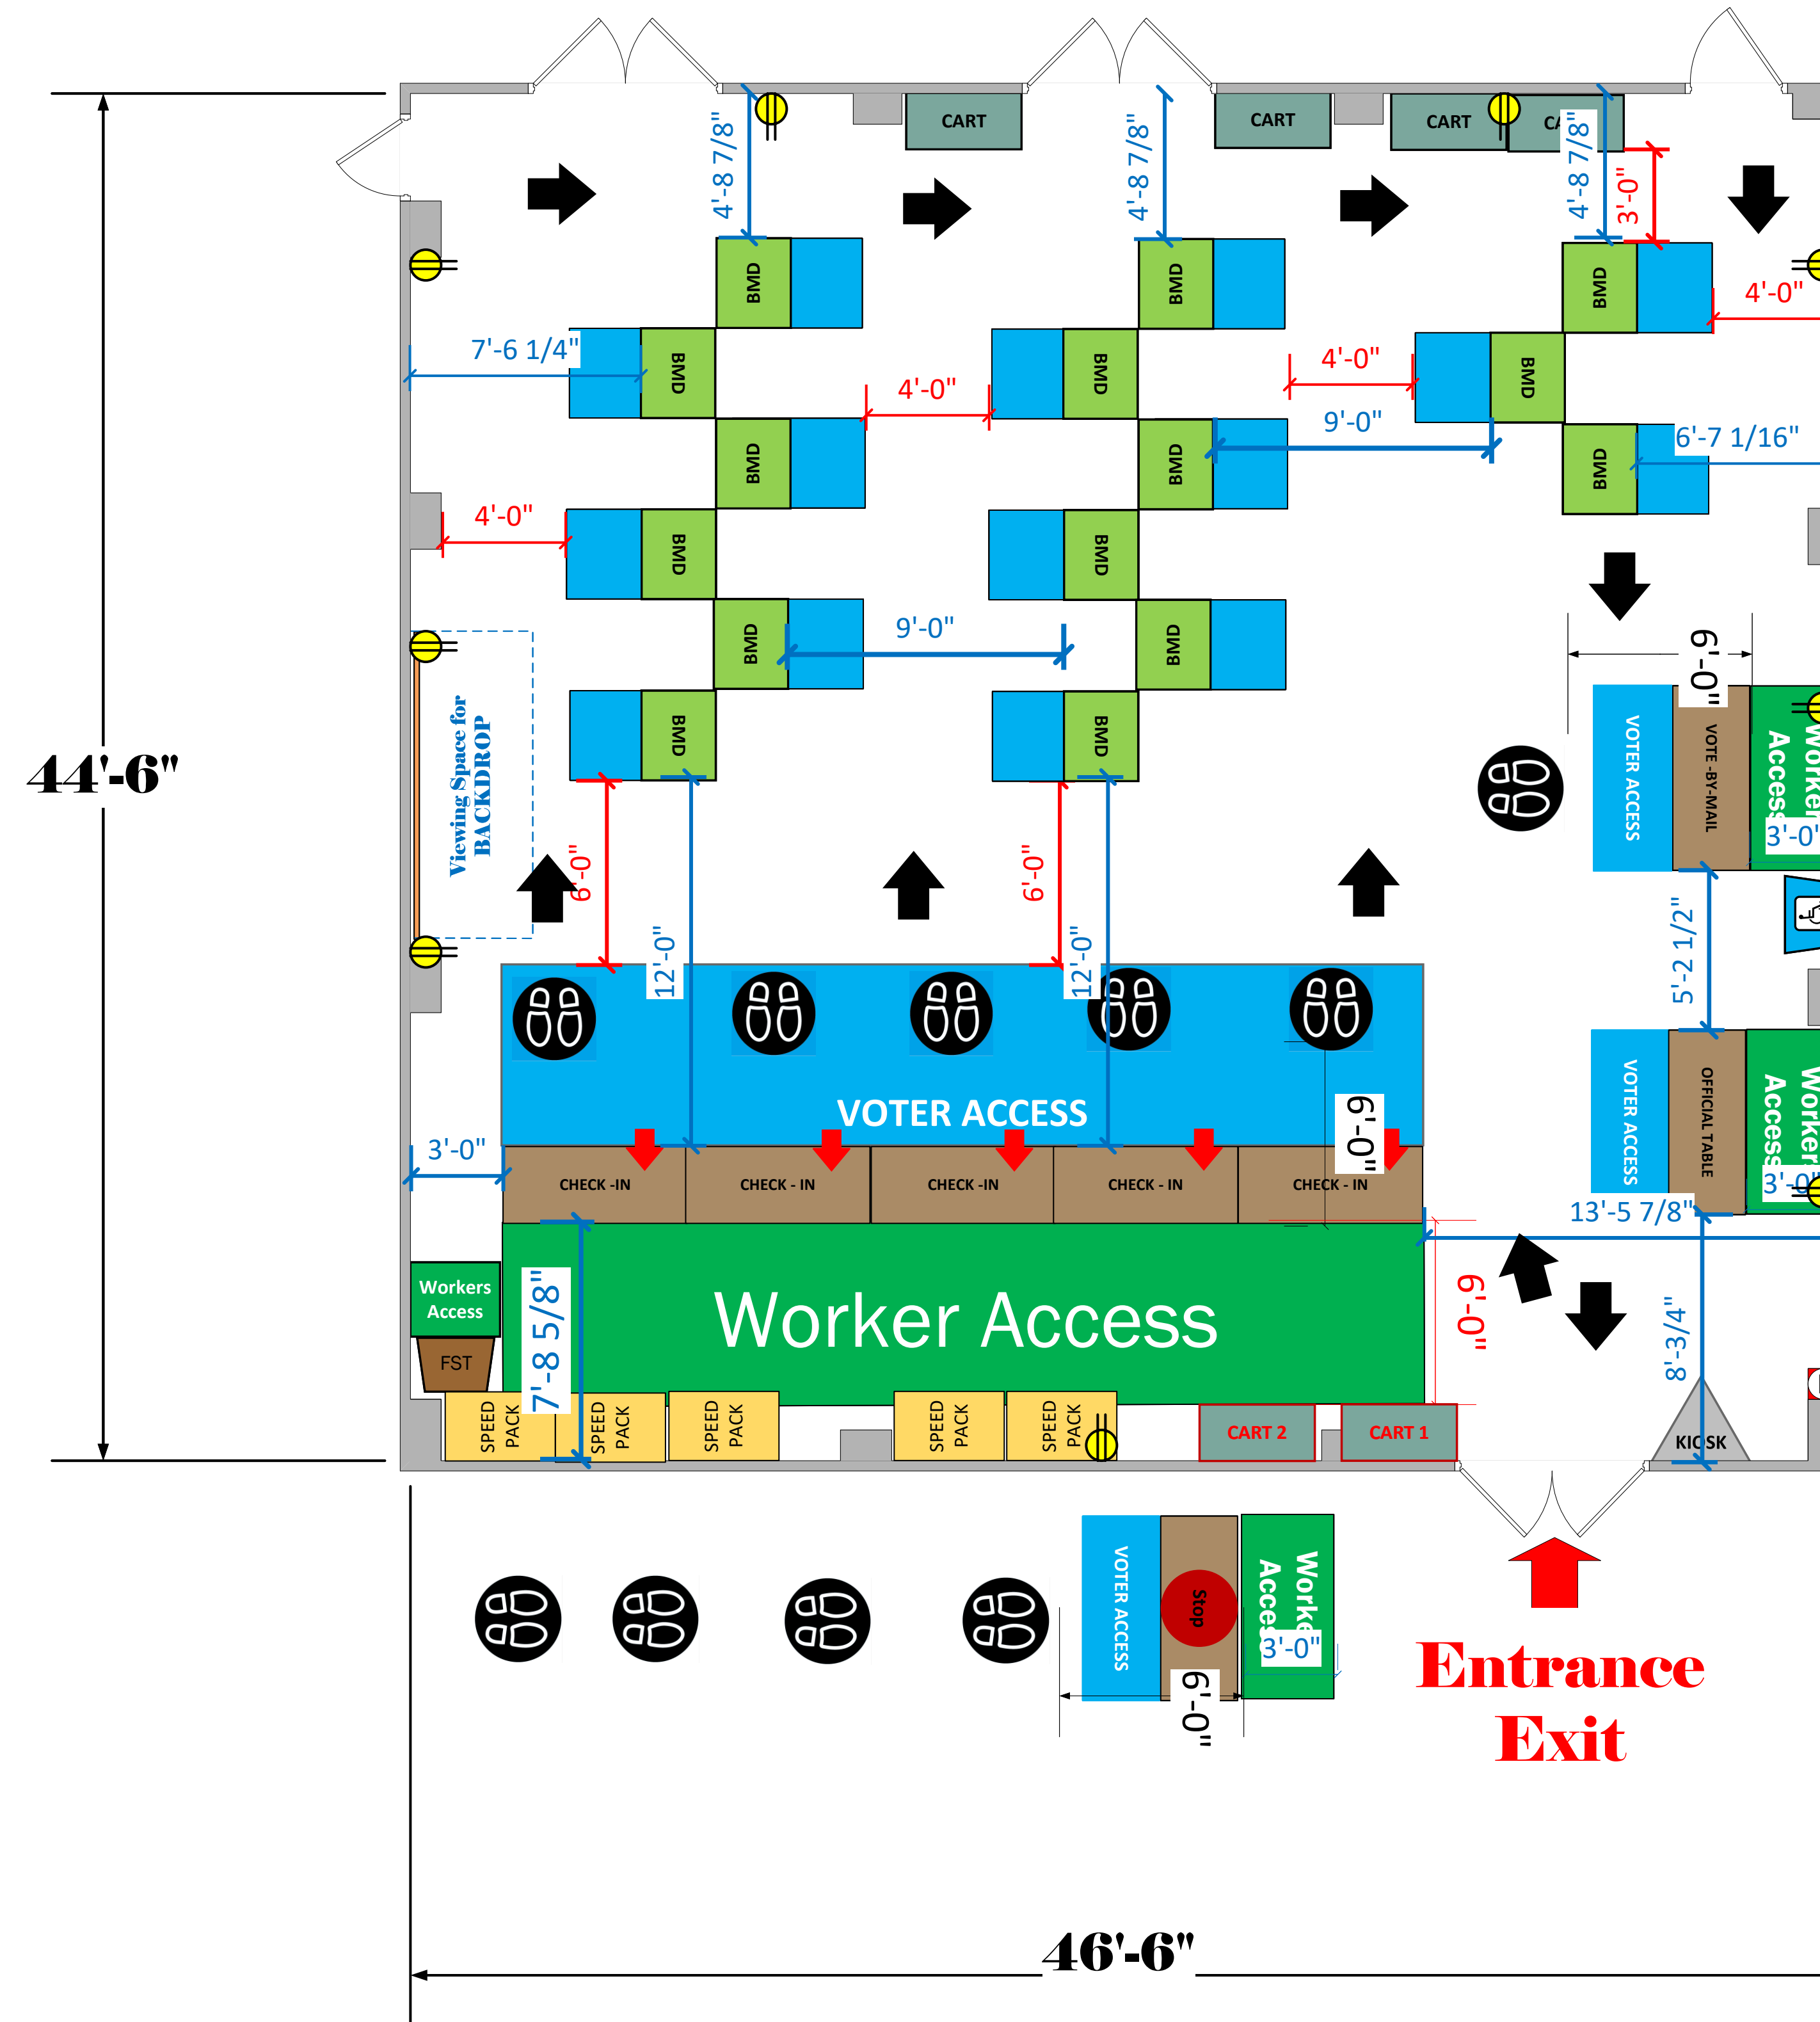 CART
CART
CART
4'-8 7/8"
4'-8 7/8"
4'-8 7/8"
3'-0"
BMD
BMD
BMD
4'-0"
7'-6 1/4"
BMD
BMD
BMD
4'-0"
4'-0"
9'-0"
6'-7 1/16"
BMD
BMD
BMD
4'-0"
BMD
BMD
9'-0"
BMD
BMD
6'-0"
BMD
BMD
44'-6"
Viewing Space for
BACKDROP
VOTER ACCESS
VOTE -BY-MAIL
Worker
Access
3'-0"
6'-0"
6'-0"
12'-0"
12'-0"
5'-2 1/2"
VOTER ACCESS
6'-0"
VOTER ACCESS
OFFICIAL TABLE
Worker
Access
3'-0"
3'-0"
CHECK -IN
CHECK - IN
CHECK -IN
CHECK - IN
CHECK - IN
13'-5 7/8"
Workers
Access
FST
7'-8 5/8"
Worker Access
6'-0"
8'-3/4"
SPEED
PACK
SPEED
PACK
SPEED
PACK
SPEED
PACK
SPEED
PACK
CART 2
CART 1
KIOSK
VOTER ACCESS
Stop
Worke
Acce
3'-0"
6'-0"
Entrance
Exit
46'-6"